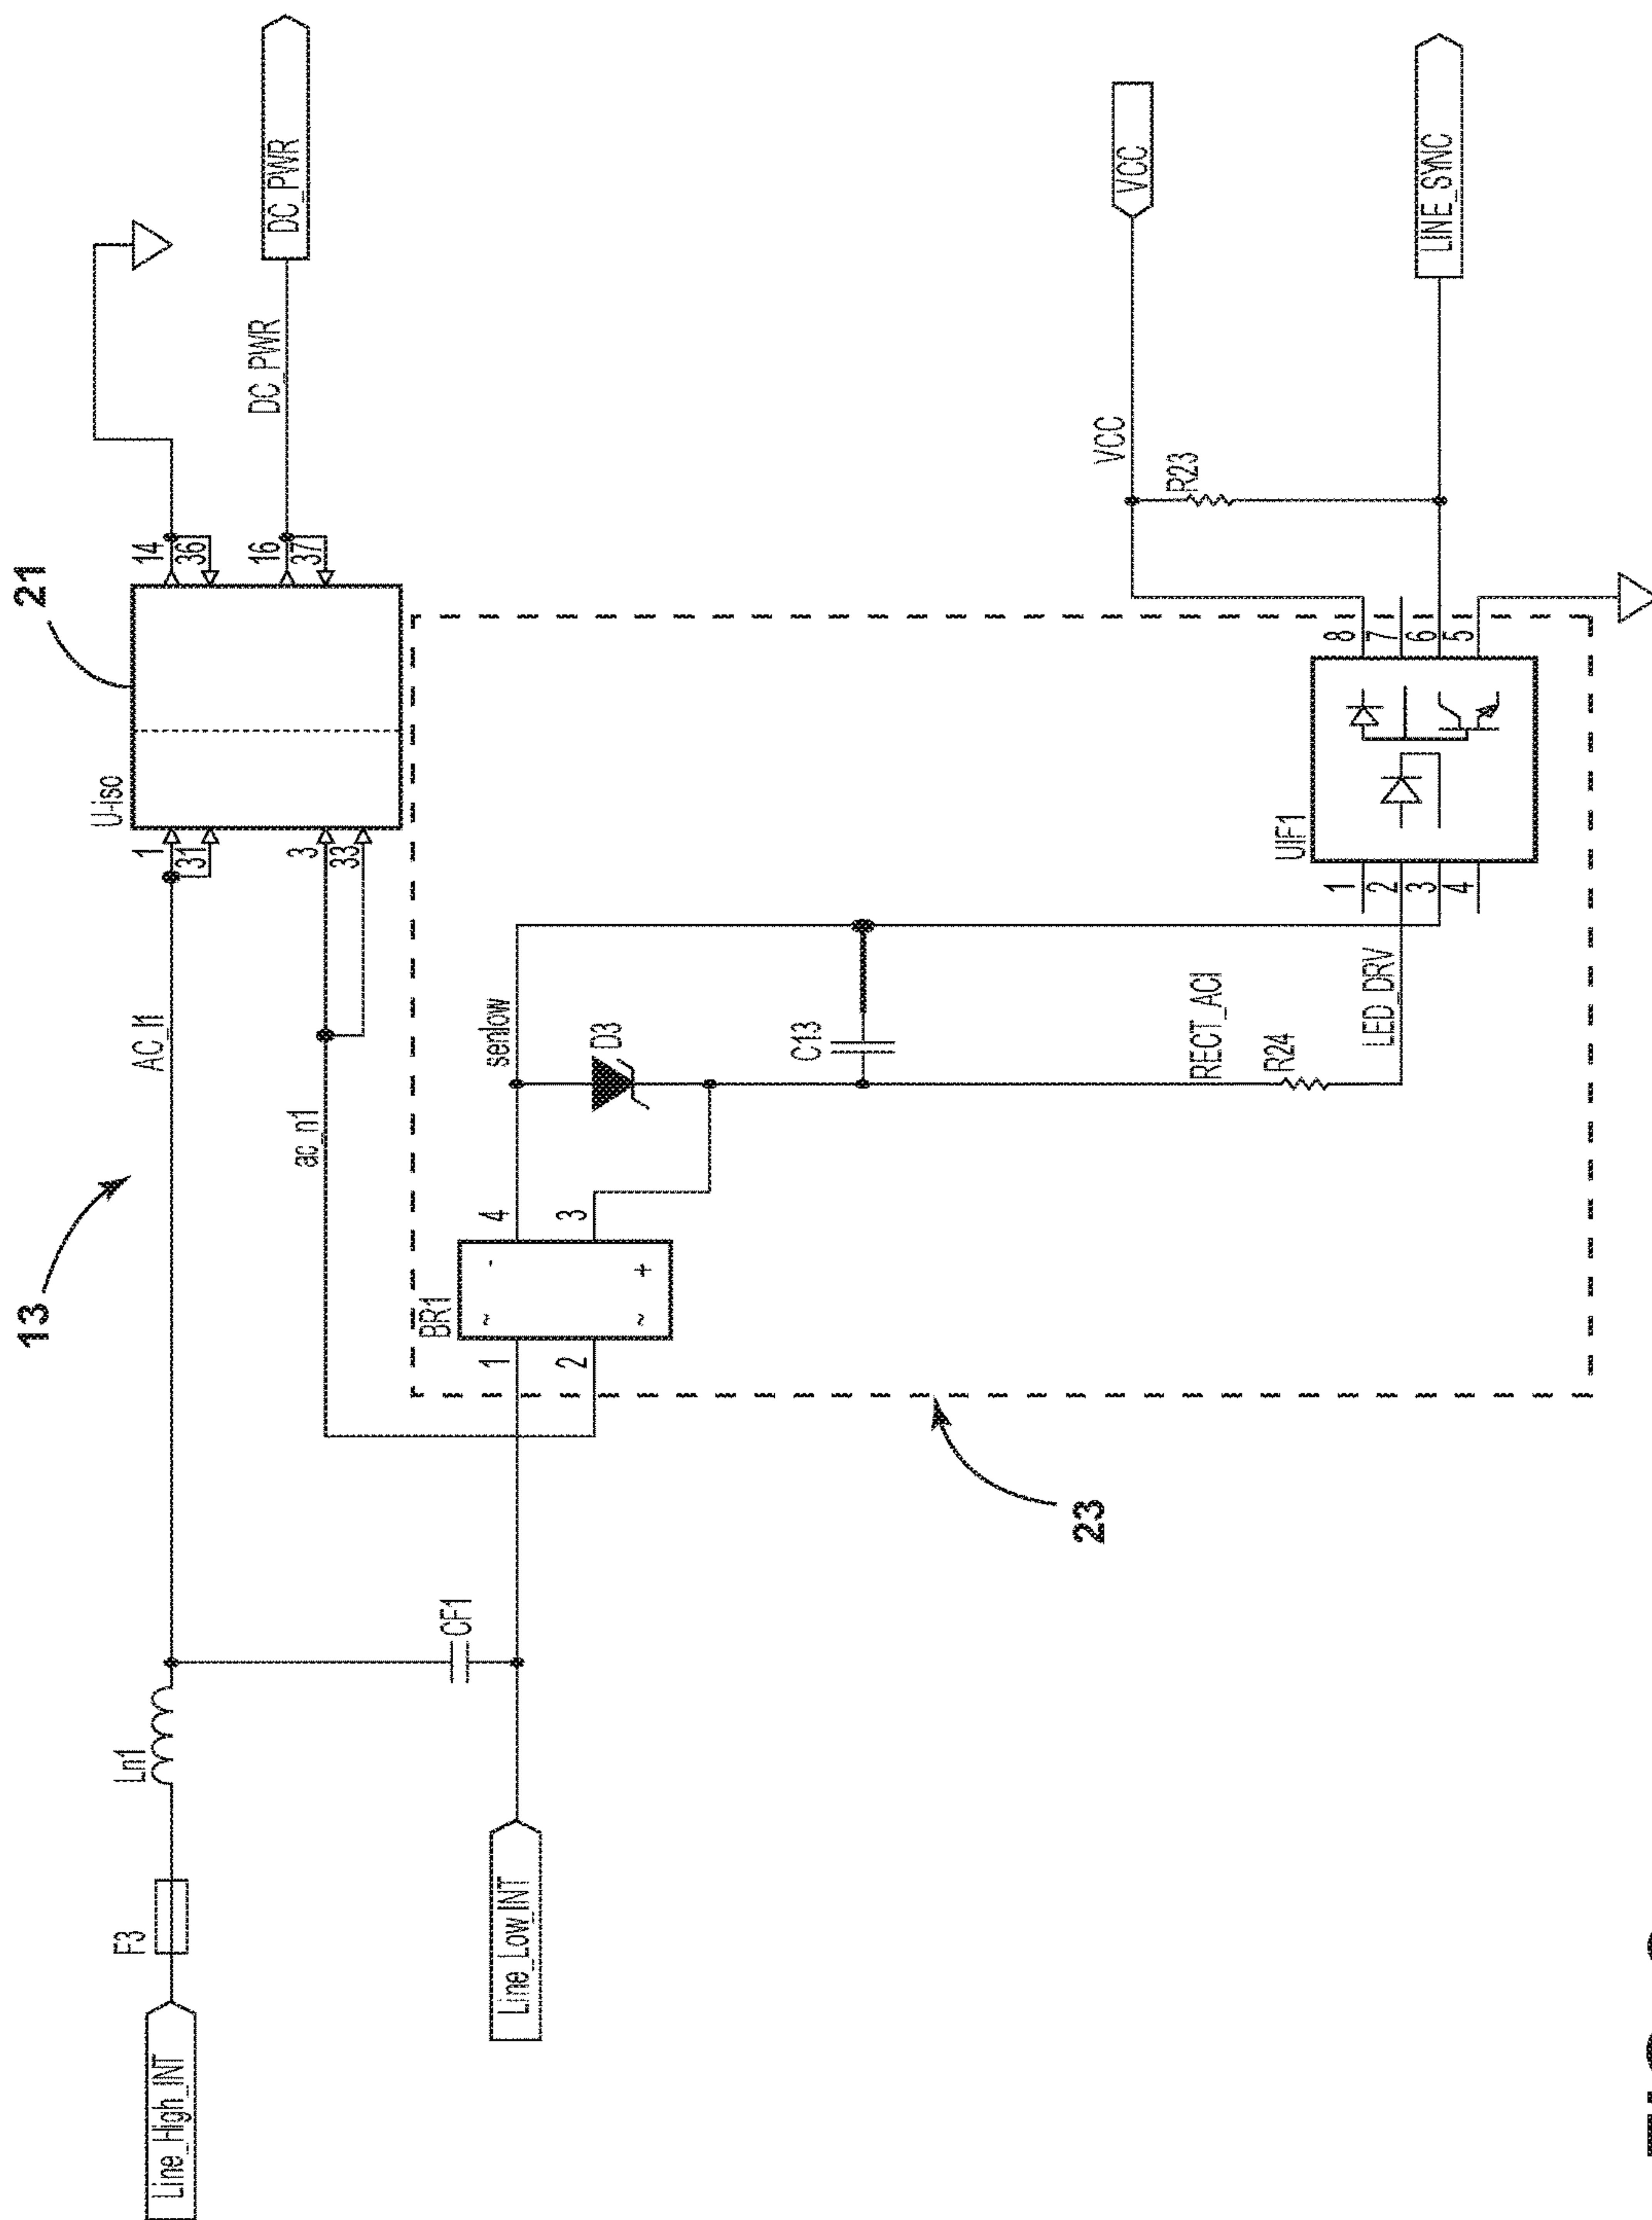 13
21
Line_High_INT
F3
Ln1
AC_l1
U-iso
1
31
3
33
14
36
16
37
DC_PWR
DC_PWR
ac_n1
CF1
Line_Low_INT
BR1
1
2
~
-
~
+
4
3
senlow
D3
C13
RECT_ACI
R24
LED_DRV
UIF1
1
2
3
4
8
7
6
5
VCC
VCC
R23
LINE_SYNC
23